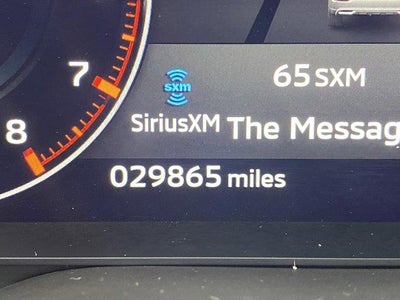 7
sxm
65 SXM
8
SiriusXM The Messag
029865 miles